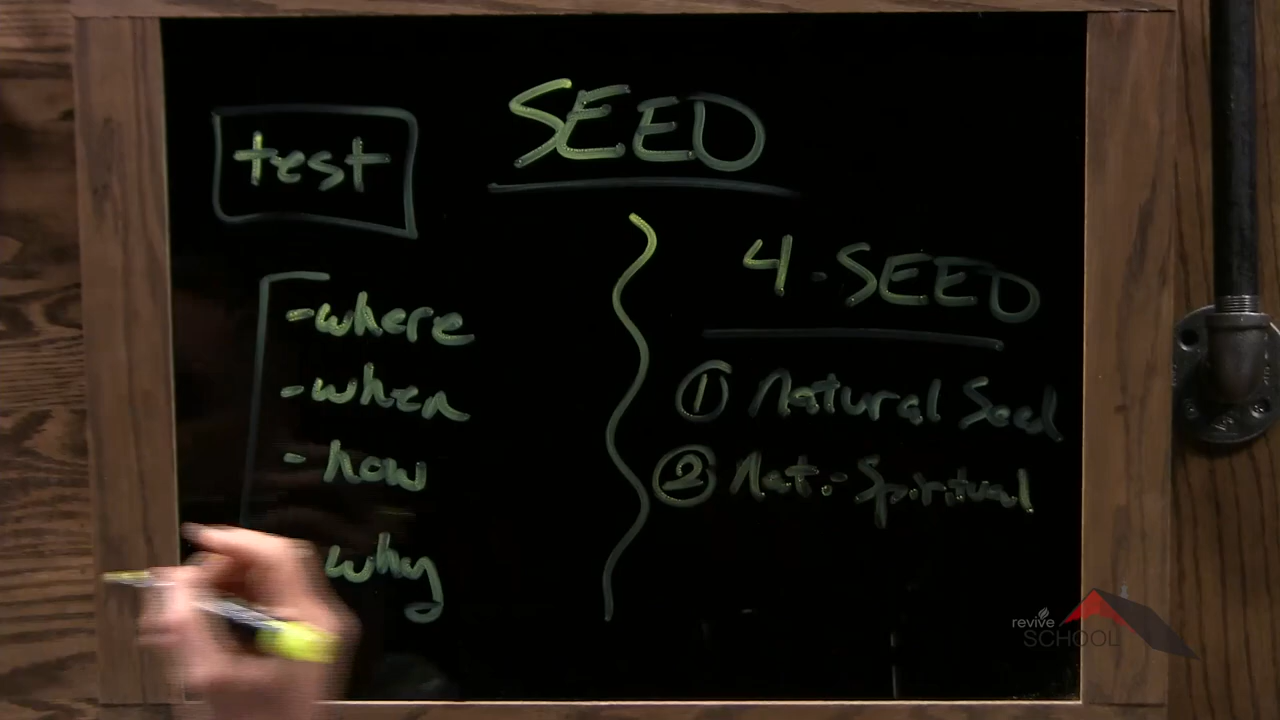 SEED
test
- where
- when
- how
why
4 - SEED
① Natural Seed
② Nat. - Spiritual
revive
SCHOOL